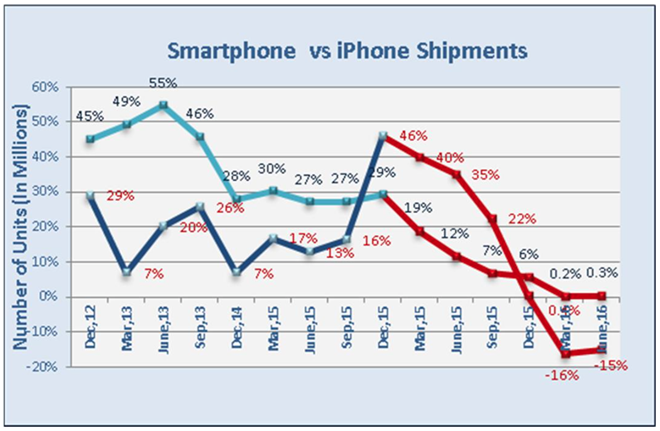 Smartphone vs iPhone Shipments
Number of Units (In Millions)
60%
50%
40%
30%
20%
10%
0%
-10%
-20%
45%
49%
55%
46%
28%
30%
27%
27%
29%
19%
12%
7%
6%
0.2%
0.3%
29%
7%
20%
26%
7%
17%
13%
16%
46%
40%
35%
22%
-16%
-15%
Dec,12
Mar,13
June,13
Sep,13
Dec,14
Mar,15
June,15
Sep,15
Dec,15
Mar,15
June,15
Sep,15
Dec,15
Mar,16
June,16